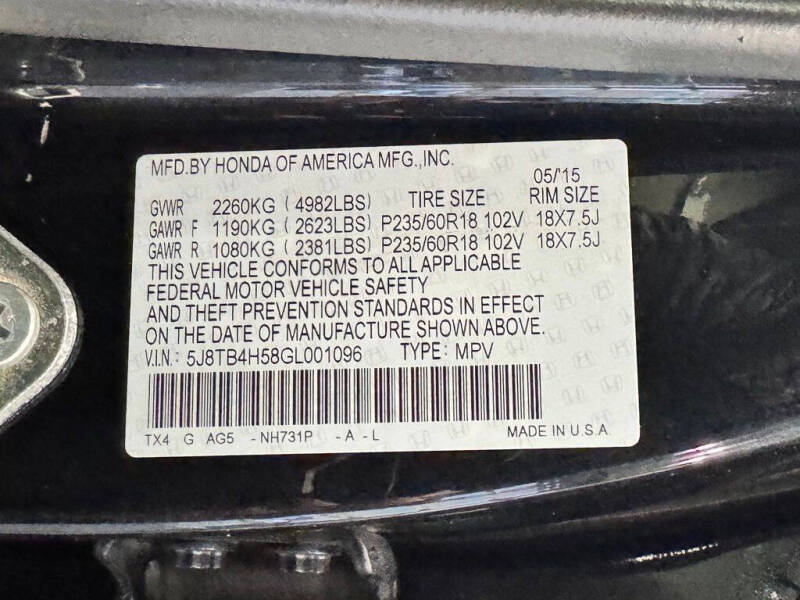 MFD.BY HONDA OF AMERICA MFG.,INC.
05/'15
GVWR 2260KG (4982LBS) TIRE SIZE RIM SIZE
GAWR F 1190KG (2623LBS) P235/60R18 102V 18X7.5J
GAWR R 1080KG (2381LBS) P235/60R18 102V 18X7.5J
THIS VEHICLE CONFORMS TO ALL APPLICABLE
FEDERAL MOTOR VEHICLE SAFETY
AND THEFT PREVENTION STANDARDS IN EFFECT
ON THE DATE OF MANUFACTURE SHOWN ABOVE.
V.I.N.: 5J8TB4H58GL001096 TYPE: MPV
TX4 G AG5 -NH731P -A-L MADE IN U.S.A.